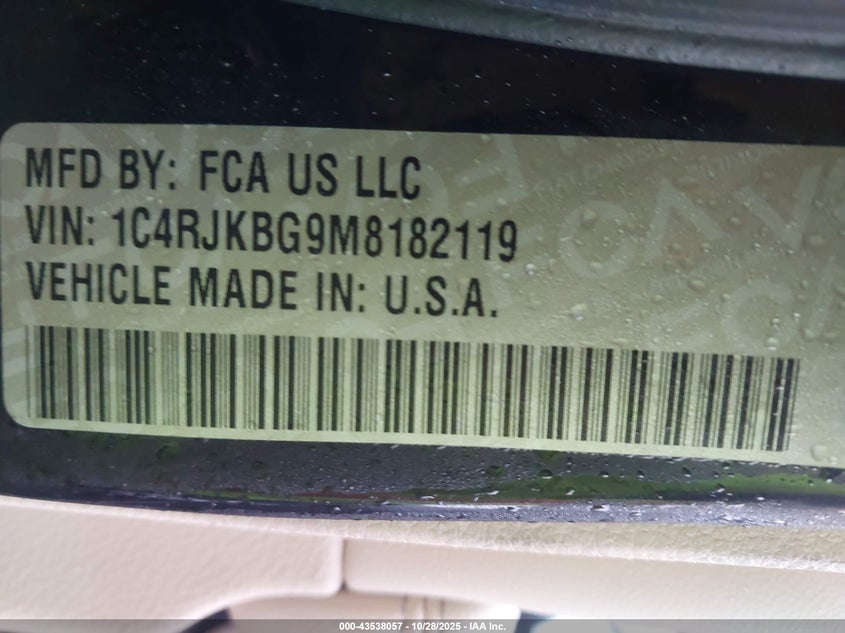 MFD BY: FCA US LLC
VIN: 1C4RJKBG9M8182119
VEHICLE MADE IN: U.S.A.
000-43538057 - 10/28/2025 - IAA Inc.